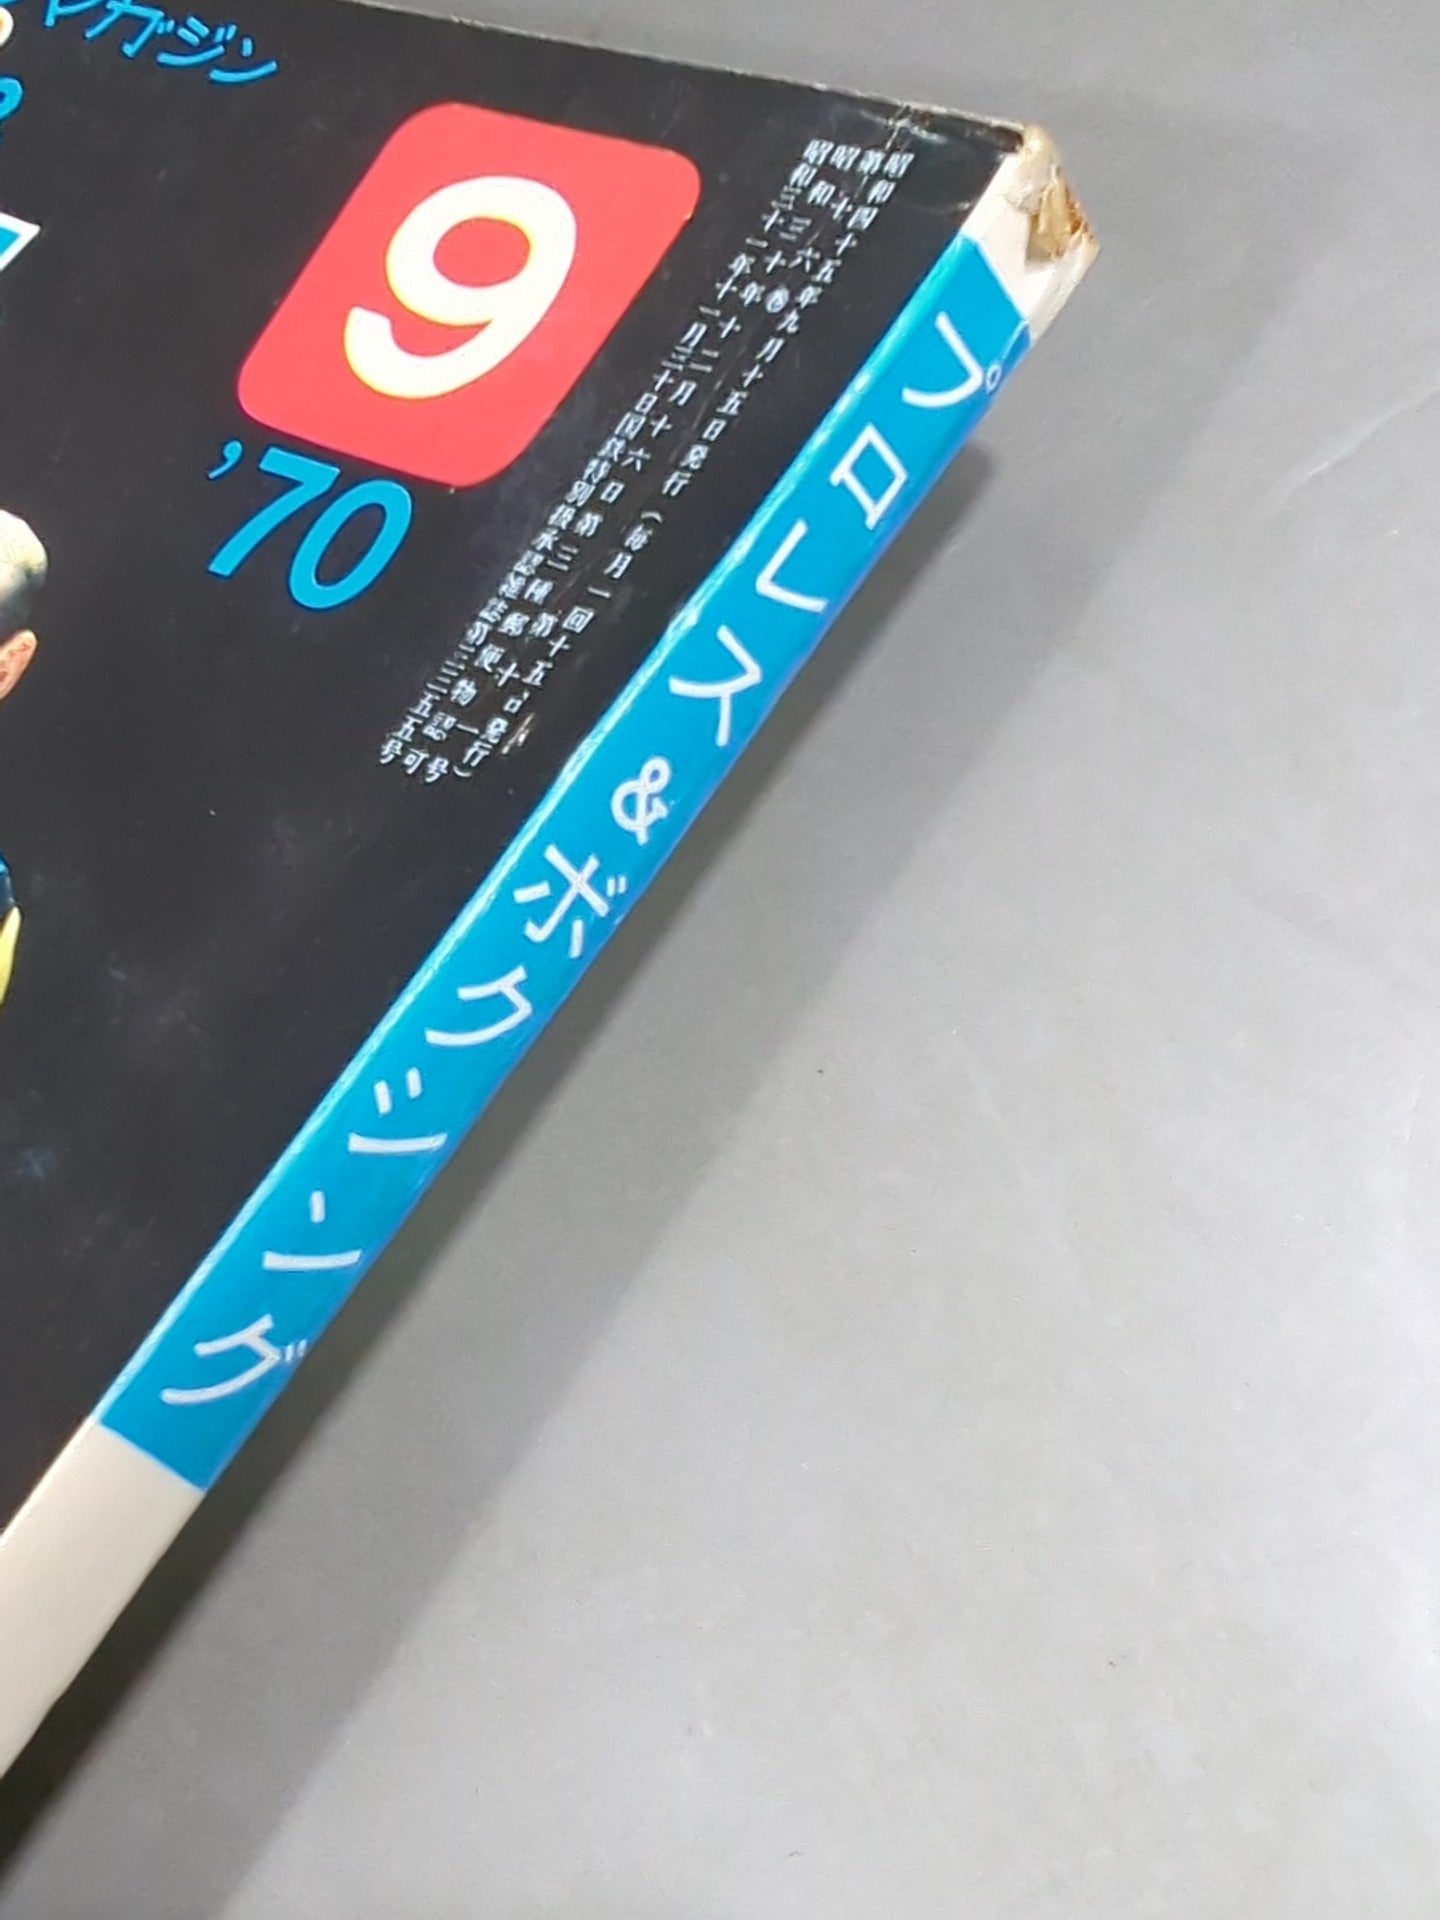 マガジン
9
'70
昭和四十五年九月十五日発行(毎月一回十五日発行)
第十六巻 第十一号
昭和三十年十二月十六日第三種郵便物認可
昭和三十一年十一月三十日国鉄特別扱承認雑誌第三二五五号
プロレス&ボクシング